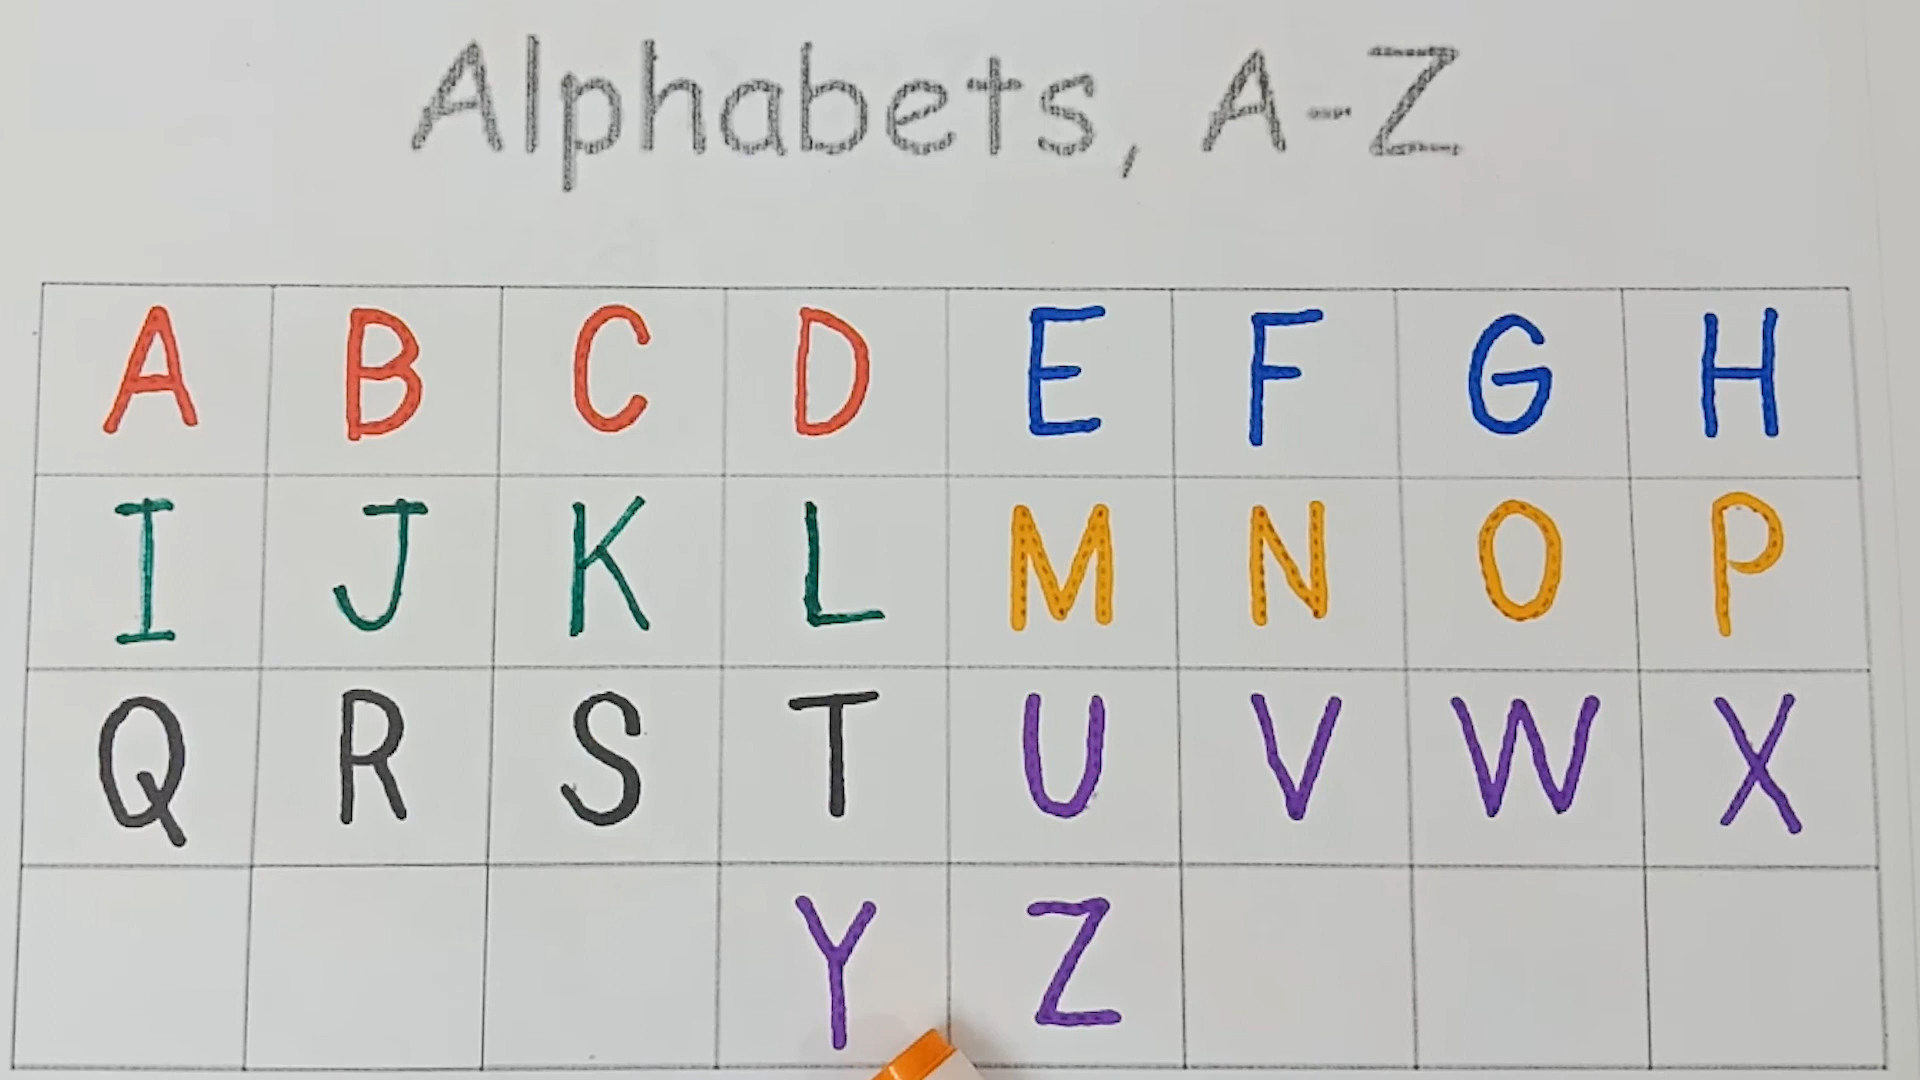 Alphabets, A-Z
A B C D E F G H
I J K L M N O P
Q R S T U V W X
Y Z